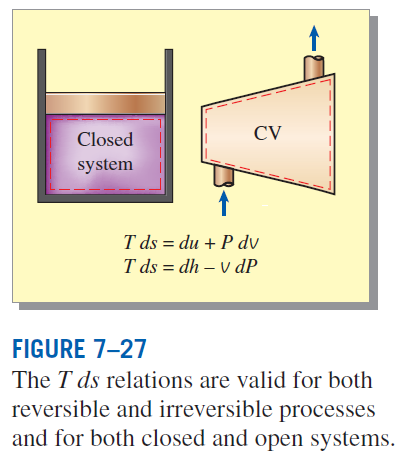 Closed
system
CV
T ds = du + P dv
T ds = dh – v dP
FIGURE 7–27
The T ds relations are valid for both
reversible and irreversible processes
and for both closed and open systems.